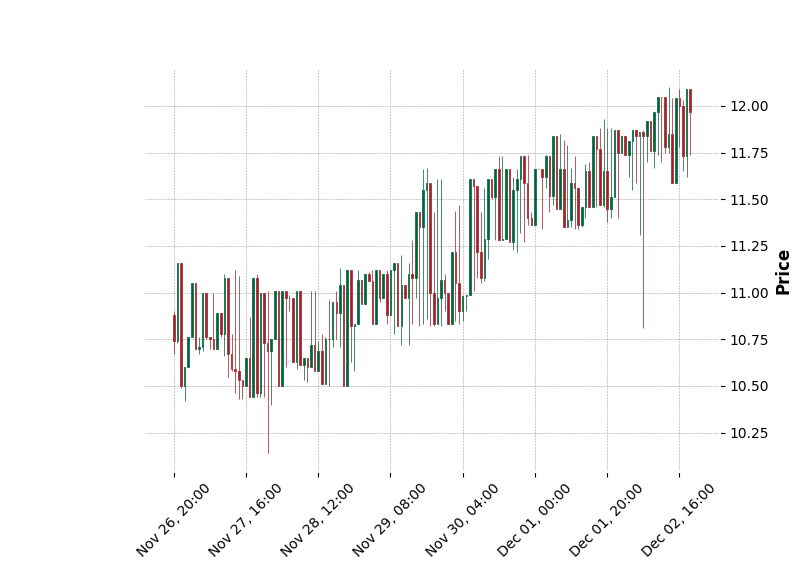 12.00
11.75
11.50
11.25
11.00
10.75
10.50
10.25
Price
Nov 26, 20:00
Nov 27, 16:00
Nov 28, 12:00
Nov 29, 08:00
Nov 30, 04:00
Dec 01, 00:00
Dec 01, 20:00
Dec 02, 16:00